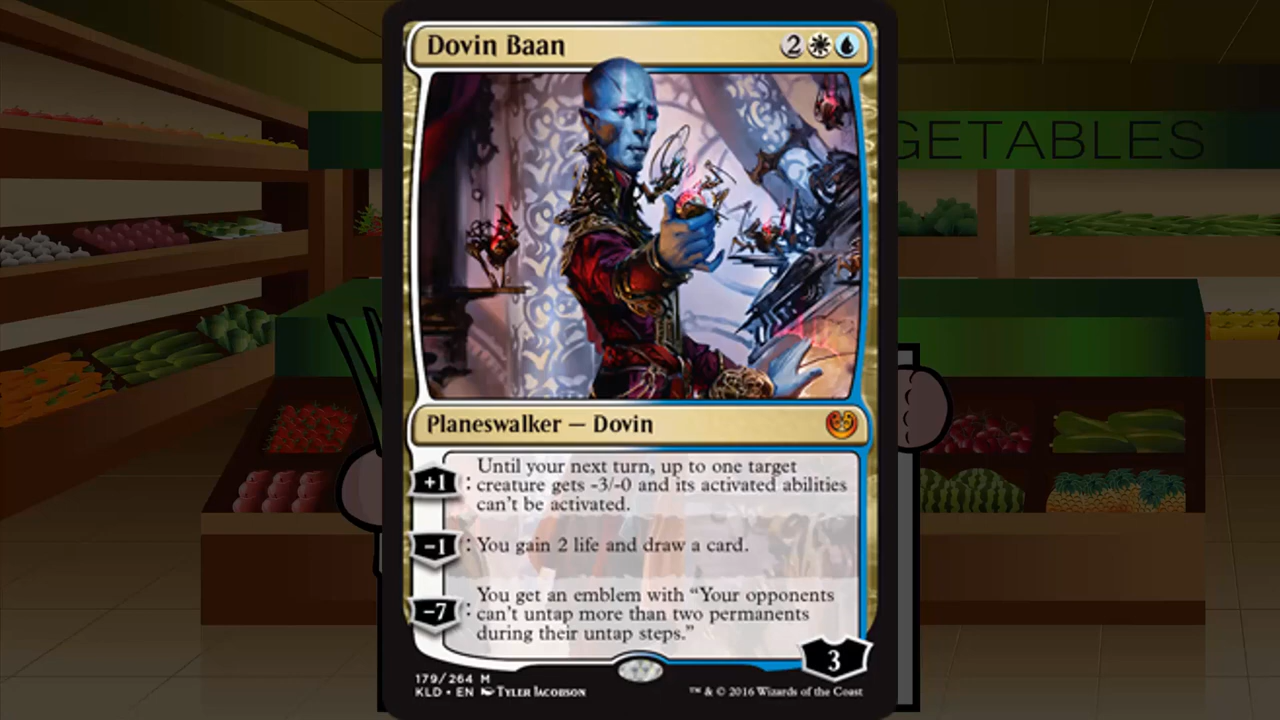 Dovin Baan
2
GETABLES
Planeswalker — Dovin
+1 : Until your next turn, up to one target
creature gets -3/-0 and its activated abilities
can't be activated.
−1 : You gain 2 life and draw a card.
−7 : You get an emblem with “Your opponents
can't untap more than two permanents
during their untap steps.”
3
179/264 M
KLD • EN Tyler Jacobson
™ & © 2016 Wizards of the Coast